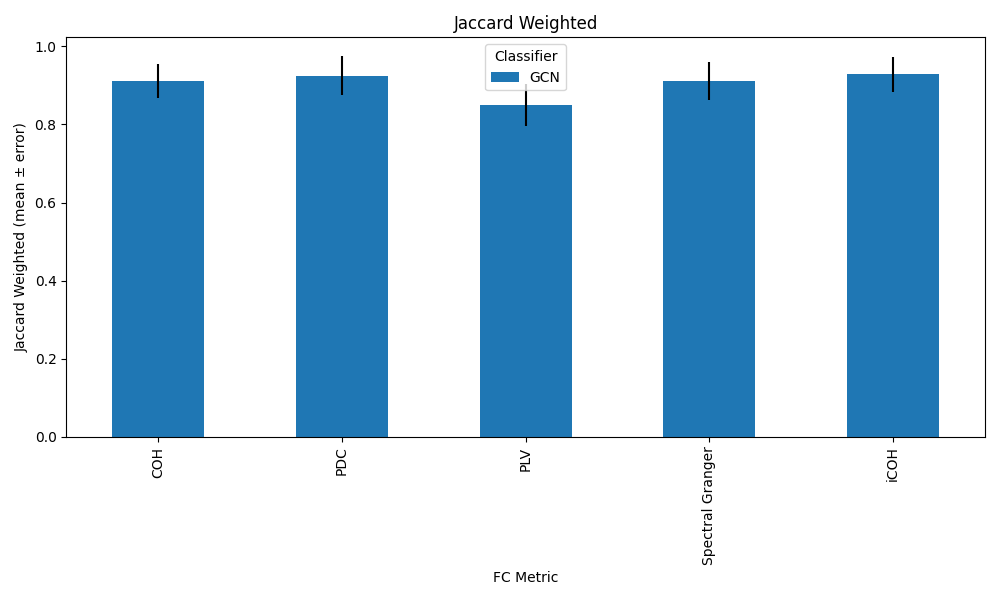 Jaccard Weighted
Classifier
GCN
Jaccard Weighted (mean ± error)
1.0
0.8
0.6
0.4
0.2
0.0
COH
PDC
PLV
Spectral Granger
iCOH
FC Metric